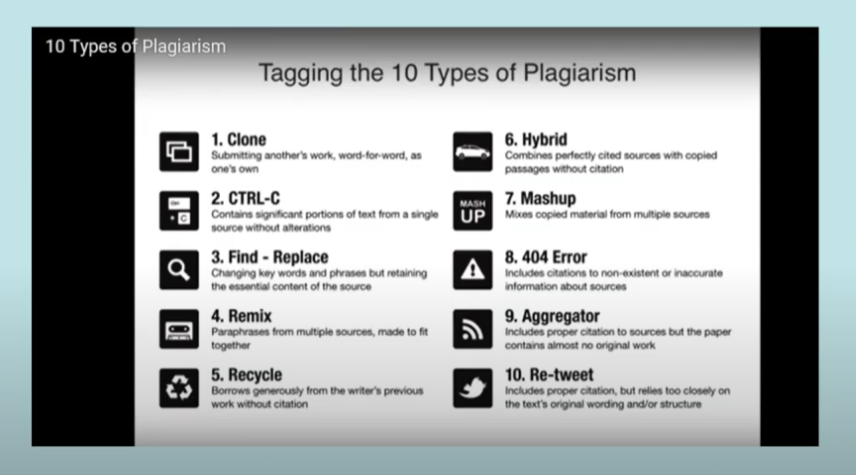 10 Types of Plagiarism
Tagging the 10 Types of Plagiarism
1. Clone
Submitting another's work, word-for-word, as
one's own
2. CTRL-C
Contains significant portions of text from a single
source without alterations
3. Find - Replace
Changing key words and phrases but retaining
the essential content of the source
4. Remix
Paraphrases from multiple sources, made to fit
together
5. Recycle
Borrows generously from the writer's previous
work without citation
6. Hybrid
Combines perfectly cited sources with copied
passages without citation
MASH
UP
7. Mashup
Mixes copied material from multiple sources
8. 404 Error
Includes citations to non-existent or inaccurate
information about sources
9. Aggregator
Includes proper citation to sources but the paper
contains almost no original work
10. Re-tweet
Includes proper citation, but relies too closely on
the text's original wording and/or structure